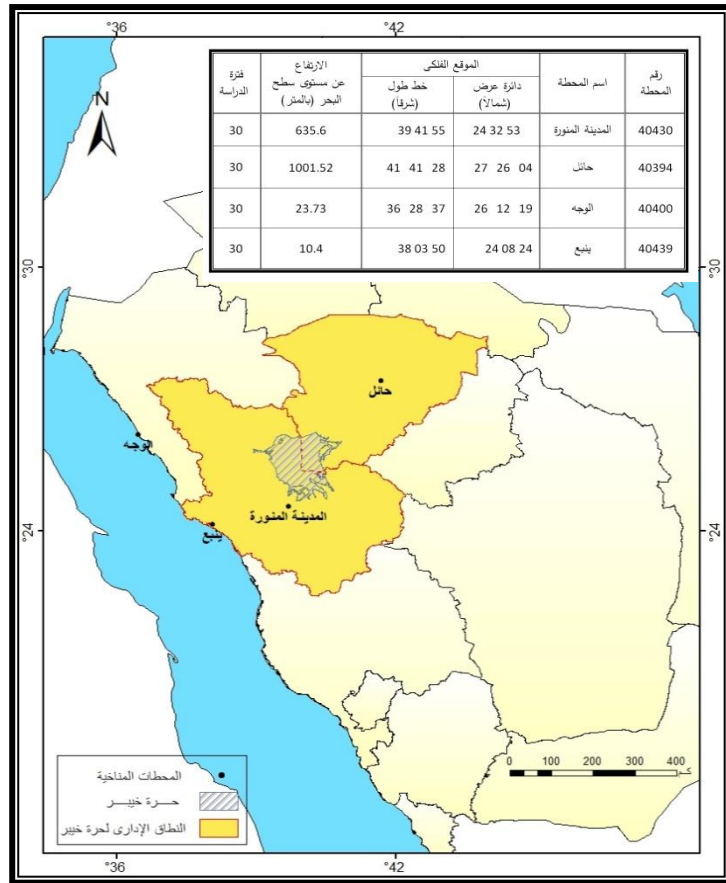 °36
°42
رقم المحطة
اسم المحطة
الموقع الفلكى
الارتفاع عن مستوى سطح البحر (بالمتر)
فترة الدراسة
دائرة عرض (شمالاً)
خط طول (شرقاً)
40430 المدينة المنورة 24 32 53 39 41 55 635.6 30
40394 حائل 27 26 04 41 41 28 1001.52 30
40400 الوجه 26 12 19 36 28 37 23.73 30
40439 ينبع 24 08 24 38 03 50 10.4 30
N
°30
°30
حائل
الوجه
المدينة المنورة
ينبع
°24
°24
0 100 200 300 400
كم
المحطات المناخية
حرة خيبر
النطاق الإدارى لحرة خيبر
°36
°42